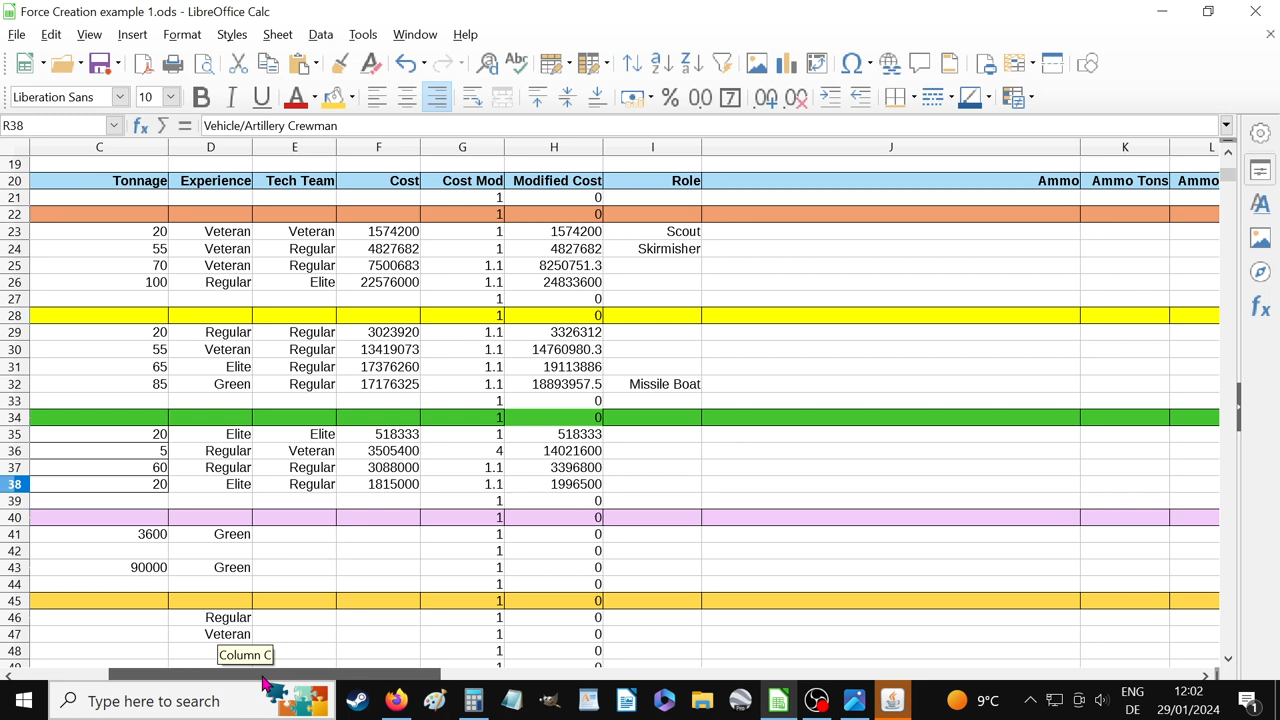 Force Creation example 1.ods - LibreOffice Calc
File Edit View Insert Format Styles Sheet Data Tools Window Help
Liberation Sans 10
R38 Vehicle/Artillery Crewman
C D E F G H I J K L
19
20 Tonnage Experience Tech Team Cost Cost Mod Modified Cost Role Ammo Ammo Tons Ammo
21 1 0
22 1 0
23 20 Veteran Veteran 1574200 1 1574200 Scout
24 55 Veteran Regular 4827682 1 4827682 Skirmisher
25 70 Veteran Regular 7500683 1.1 8250751.3
26 100 Regular Elite 22576000 1.1 24833600
27 1 0
28 1 0
29 20 Regular Regular 3023920 1.1 3326312
30 55 Veteran Regular 13419073 1.1 14760980.3
31 65 Elite Regular 17376260 1.1 19113886
32 85 Green Regular 17176325 1.1 18893957.5 Missile Boat
33 1 0
34 1 0
35 20 Elite Elite 518333 1 518333
36 5 Regular Veteran 3505400 4 14021600
37 60 Regular Regular 3088000 1.1 3396800
38 20 Elite Regular 1815000 1.1 1996500
39 1 0
40 1 0
41 3600 Green 1 0
42 1 0
43 90000 Green 1 0
44 1 0
45 1 0
46 Regular 1 0
47 Veteran 1 0
48 1 0
Column C
49 1 0
Type here to search 9°C ENG 12:02
DE 29/01/2024 1